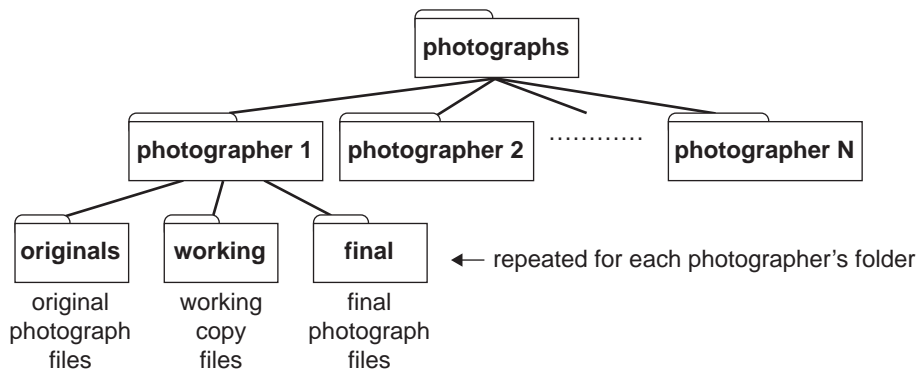 photographs
photographer 1
photographer 2
............
photographer N
originals
working
final
← repeated for each photographer’s folder
original
photograph
files
working
copy
files
final
photograph
files